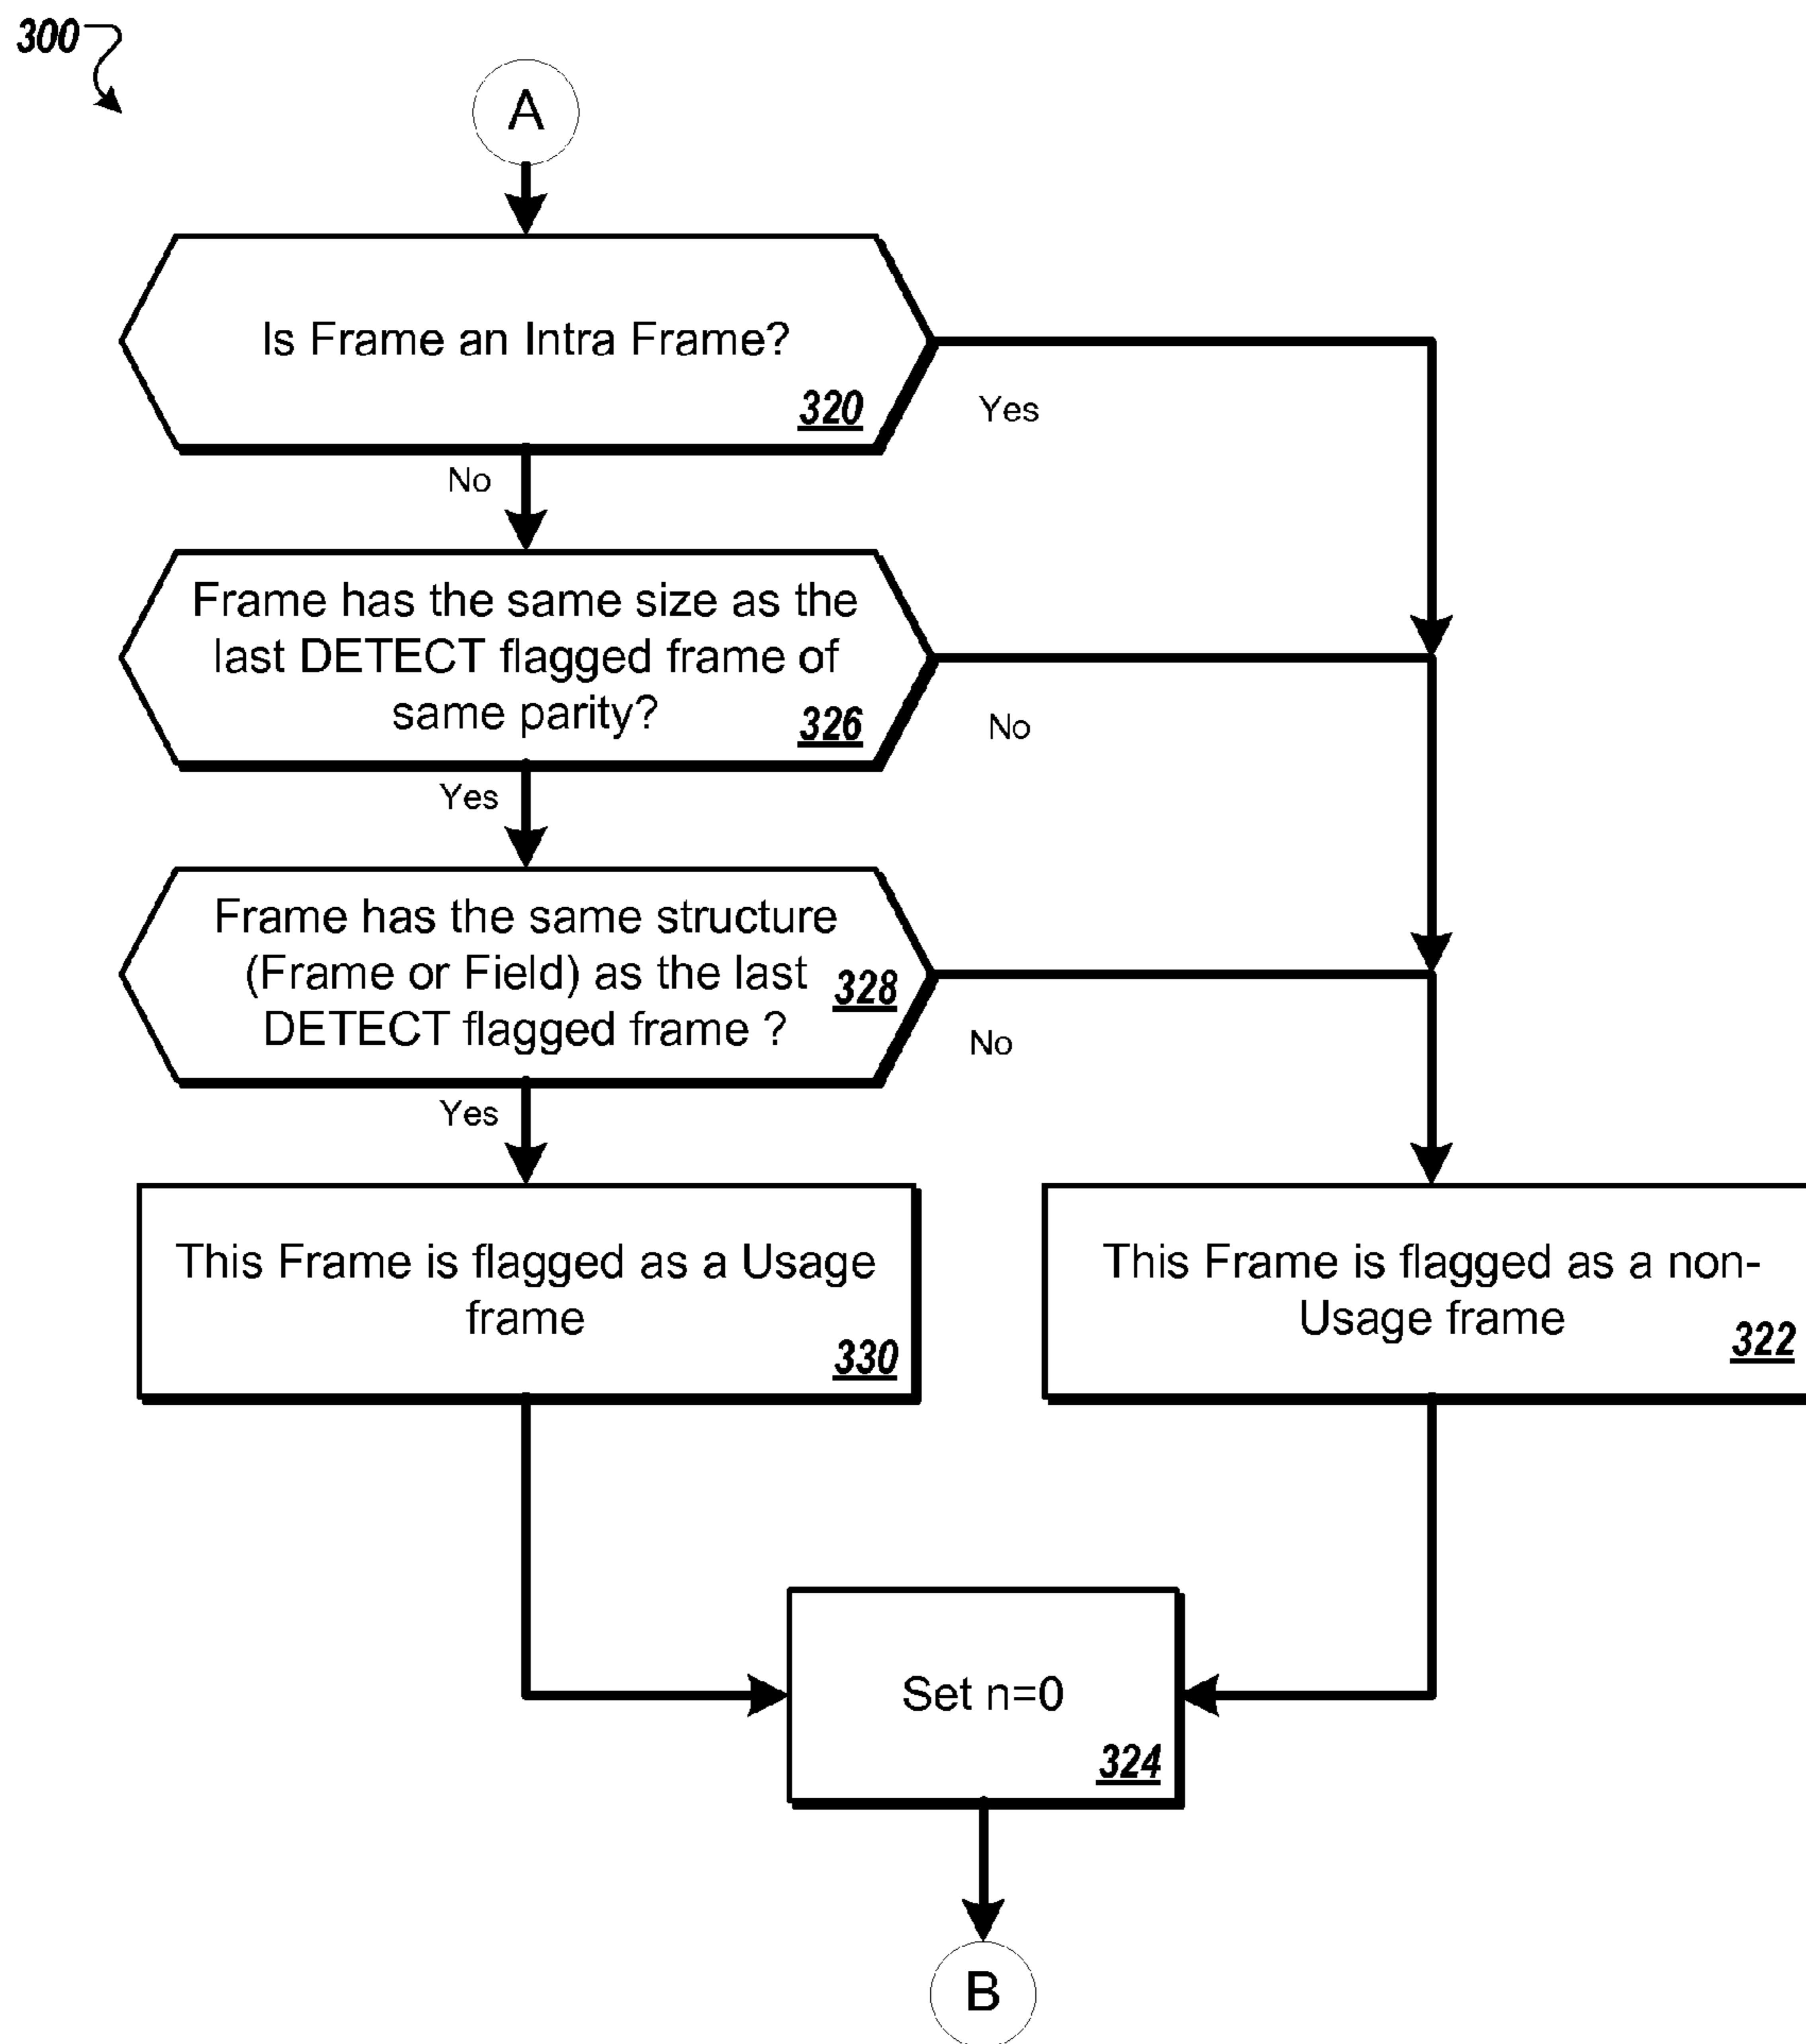 300
A
Is Frame an Intra Frame?
320
Yes
No
Frame has the same size as the
last DETECT flagged frame of
same parity?
326
No
Yes
Frame has the same structure
(Frame or Field) as the last
328
DETECT flagged frame ?
No
Yes
This Frame is flagged as a Usage
frame
330
This Frame is flagged as a non-
Usage frame
322
Set n=0
324
B